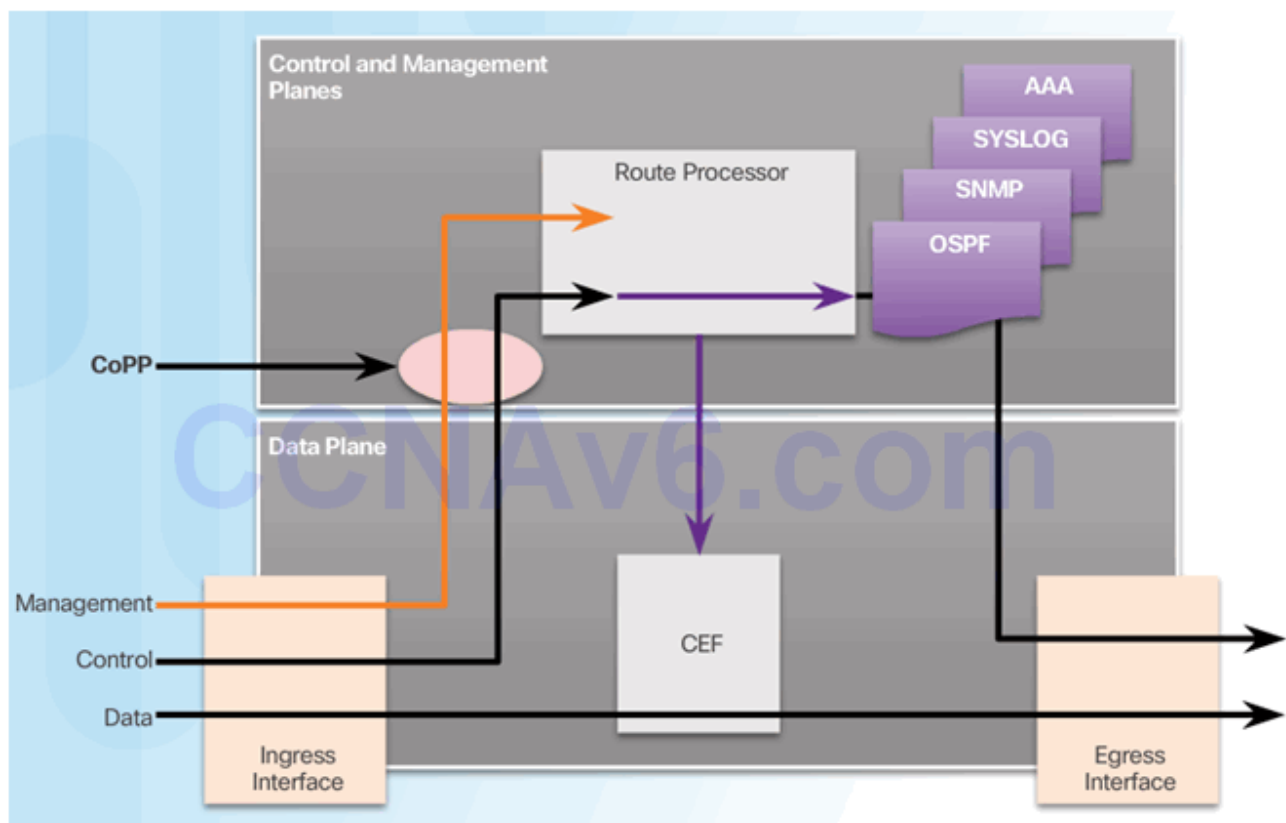 Control and Management
Planes
AAA
SYSLOG
SNMP
OSPF
Route Processor
CoPP
CCNAv6.com
Data Plane
Management
Control
Data
CEF
Ingress
Interface
Egress
Interface